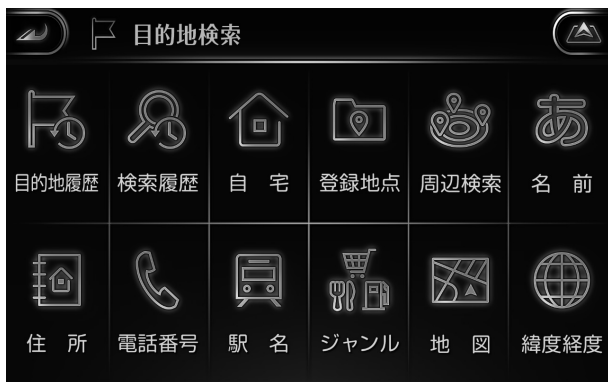 目的地検索
目的地履歴 検索履歴 自 宅 登録地点 周辺検索 あ 名 前
住 所 電話番号 駅 名 ジャンル 地 図 緯度経度